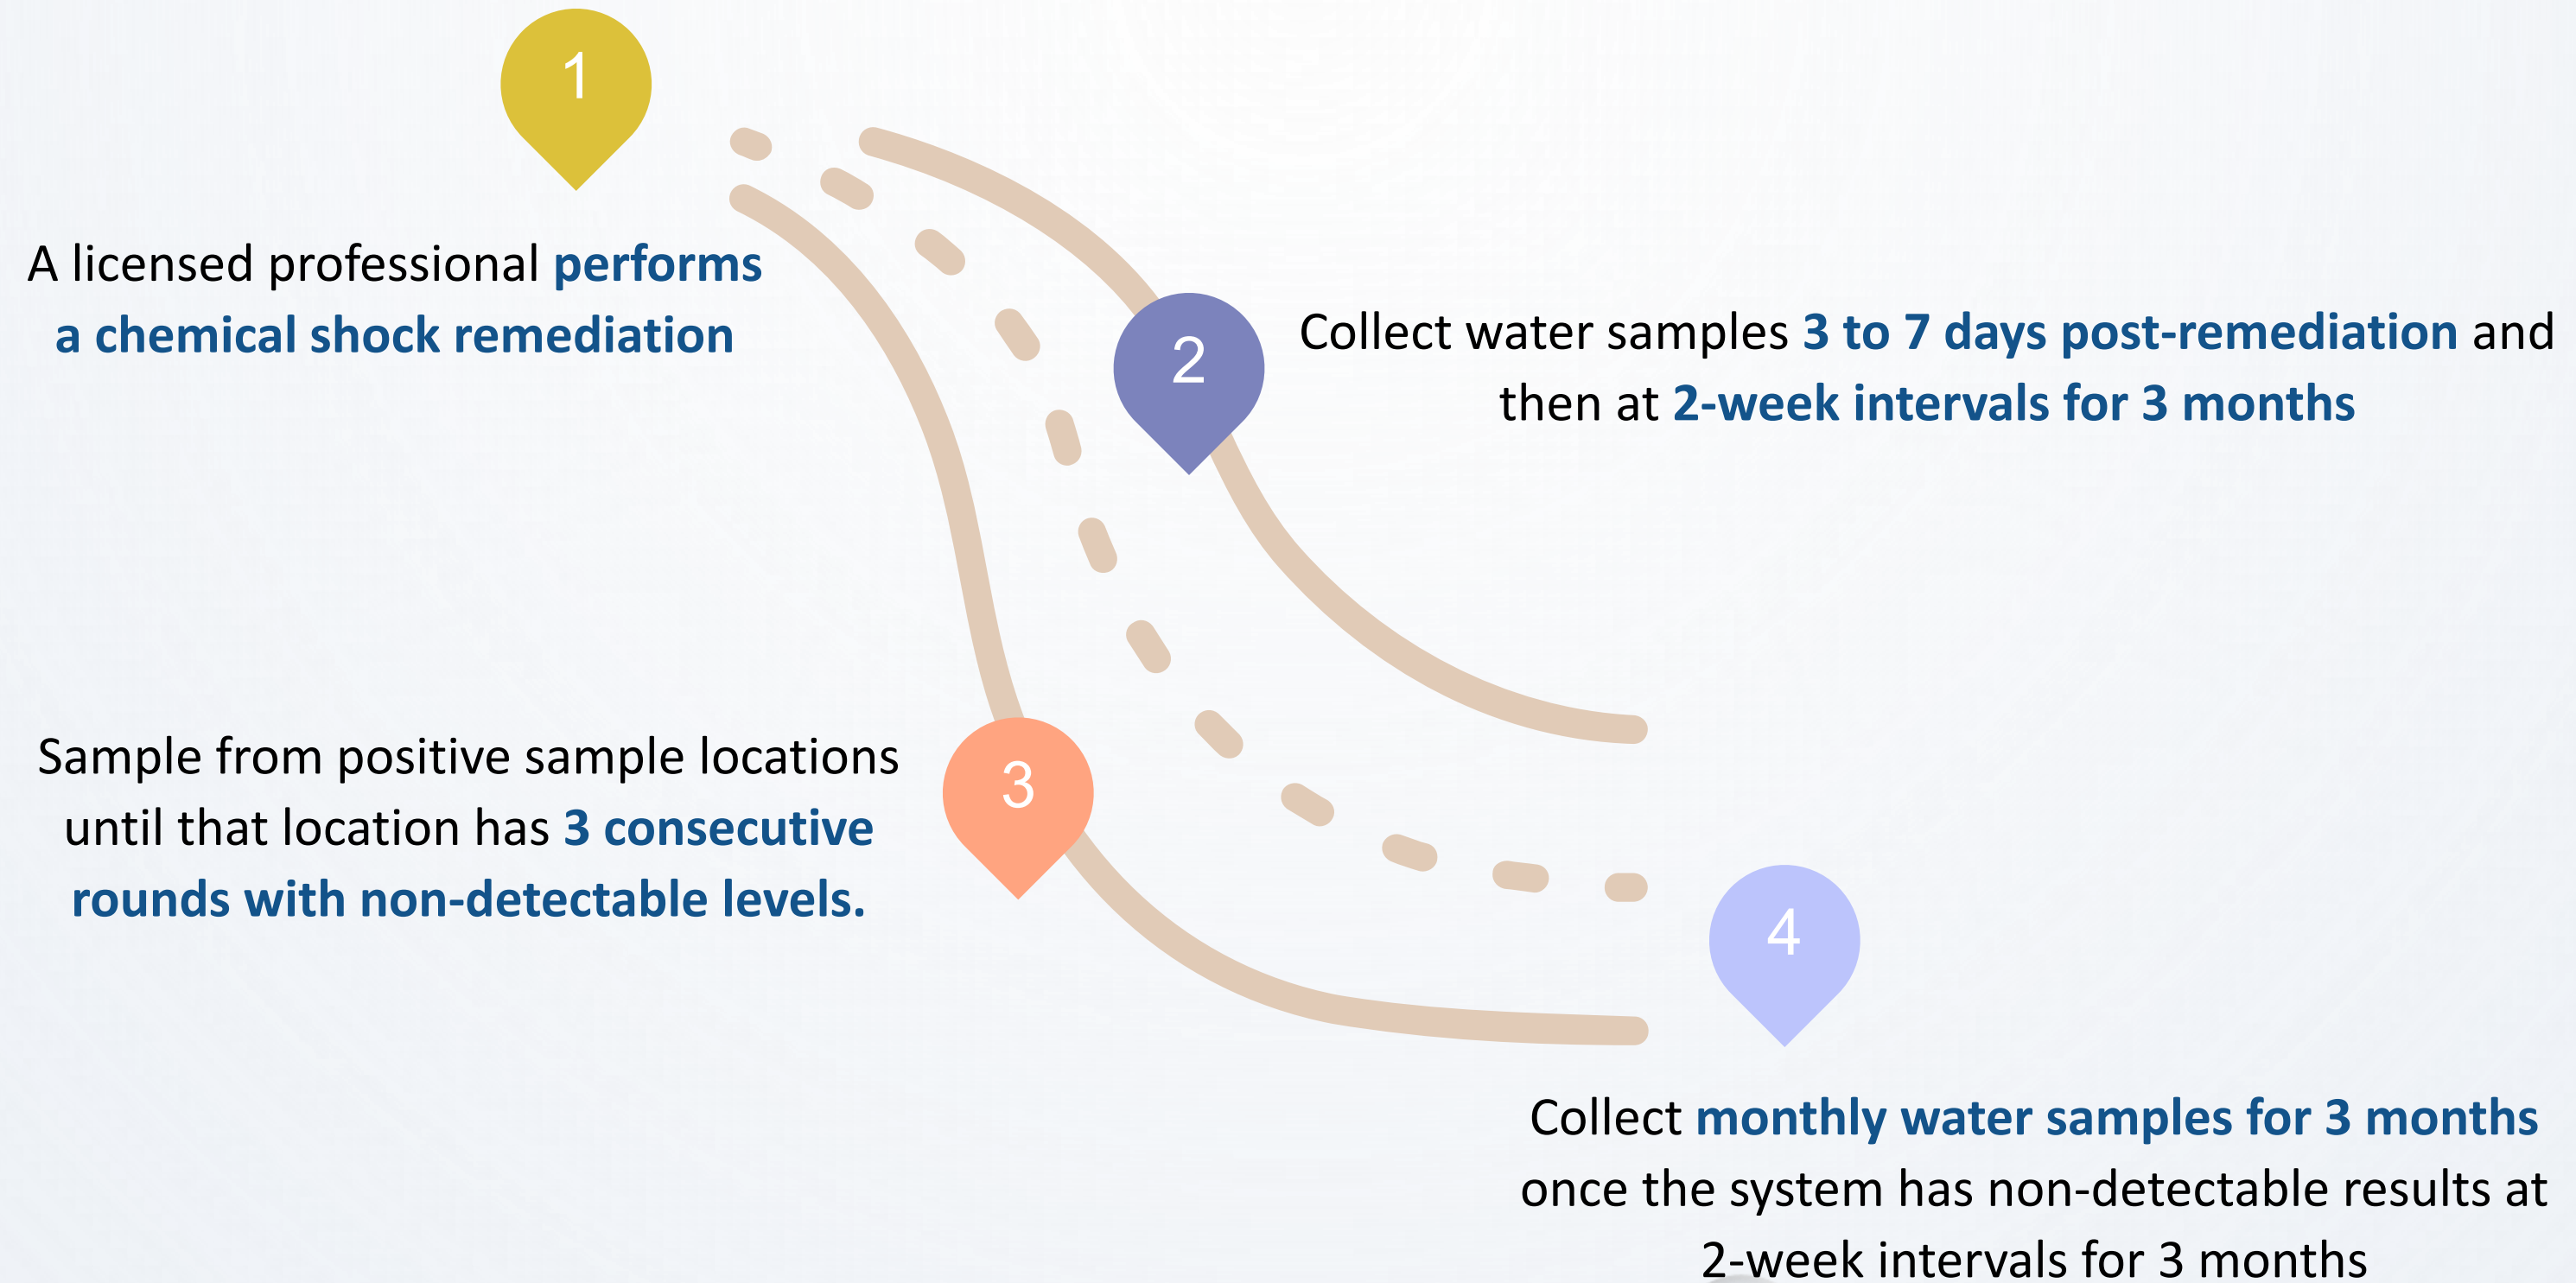 1
A licensed professional performs
a chemical shock remediation
2
Collect water samples 3 to 7 days post-remediation and
then at 2-week intervals for 3 months
3
Sample from positive sample locations
until that location has 3 consecutive
rounds with non-detectable levels.
4
Collect monthly water samples for 3 months
once the system has non-detectable results at
2-week intervals for 3 months